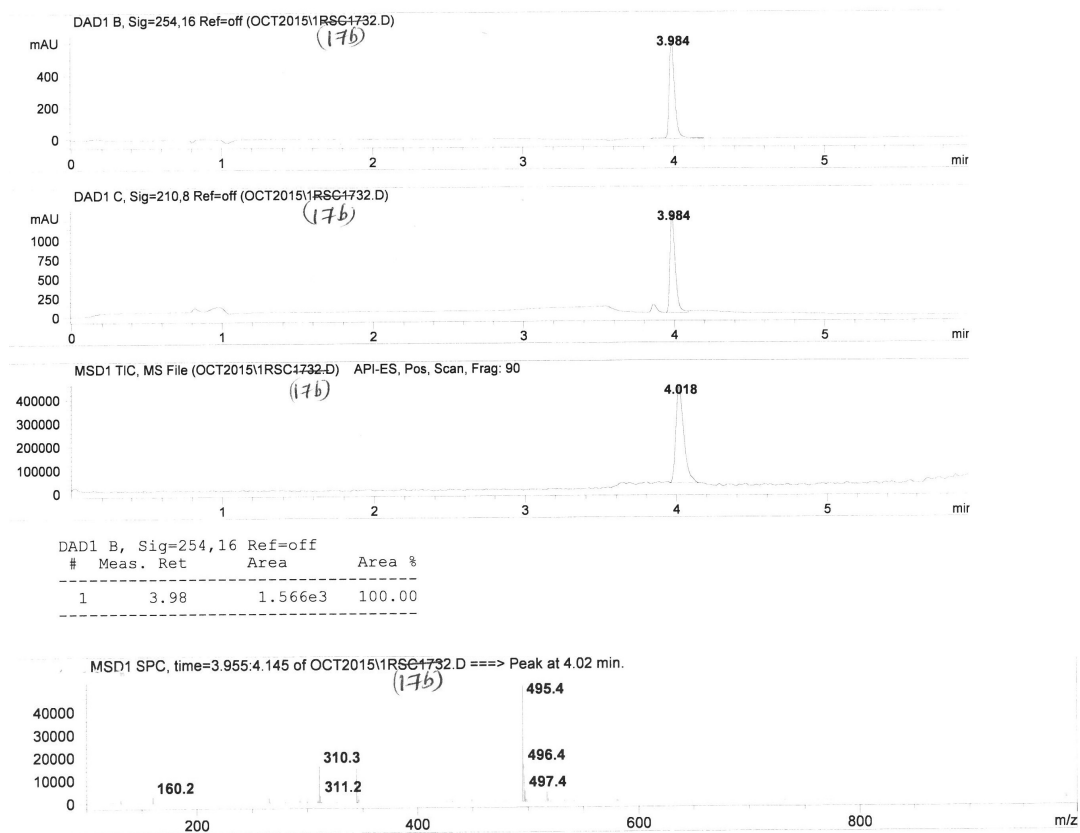 DAD1 B, Sig=254,16 Ref=off (OCT2015\1RSC1732.D)
(17b)
mAU
3.984
400
200
0
0 1 2 3 4 5 mir
DAD1 C, Sig=210,8 Ref=off (OCT2015\1RSC1732.D)
(17b)
mAU
3.984
1000
750
500
250
0
0 1 2 3 4 5 mir
MSD1 TIC, MS File (OCT2015\1RSC1732.D) API-ES, Pos, Scan, Frag: 90
(17b)
4.018
400000
300000
200000
100000
0
1 2 3 4 5 mir
DAD1 B, Sig=254,16 Ref=off
# Meas. Ret Area Area %
1 3.98 1.566e3 100.00
MSD1 SPC, time=3.955:4.145 of OCT2015\1RSC1732.D ===> Peak at 4.02 min.
(17b)
495.4
40000
30000
20000
10000
0
310.3
496.4
160.2
311.2
497.4
200 400 600 800 m/z